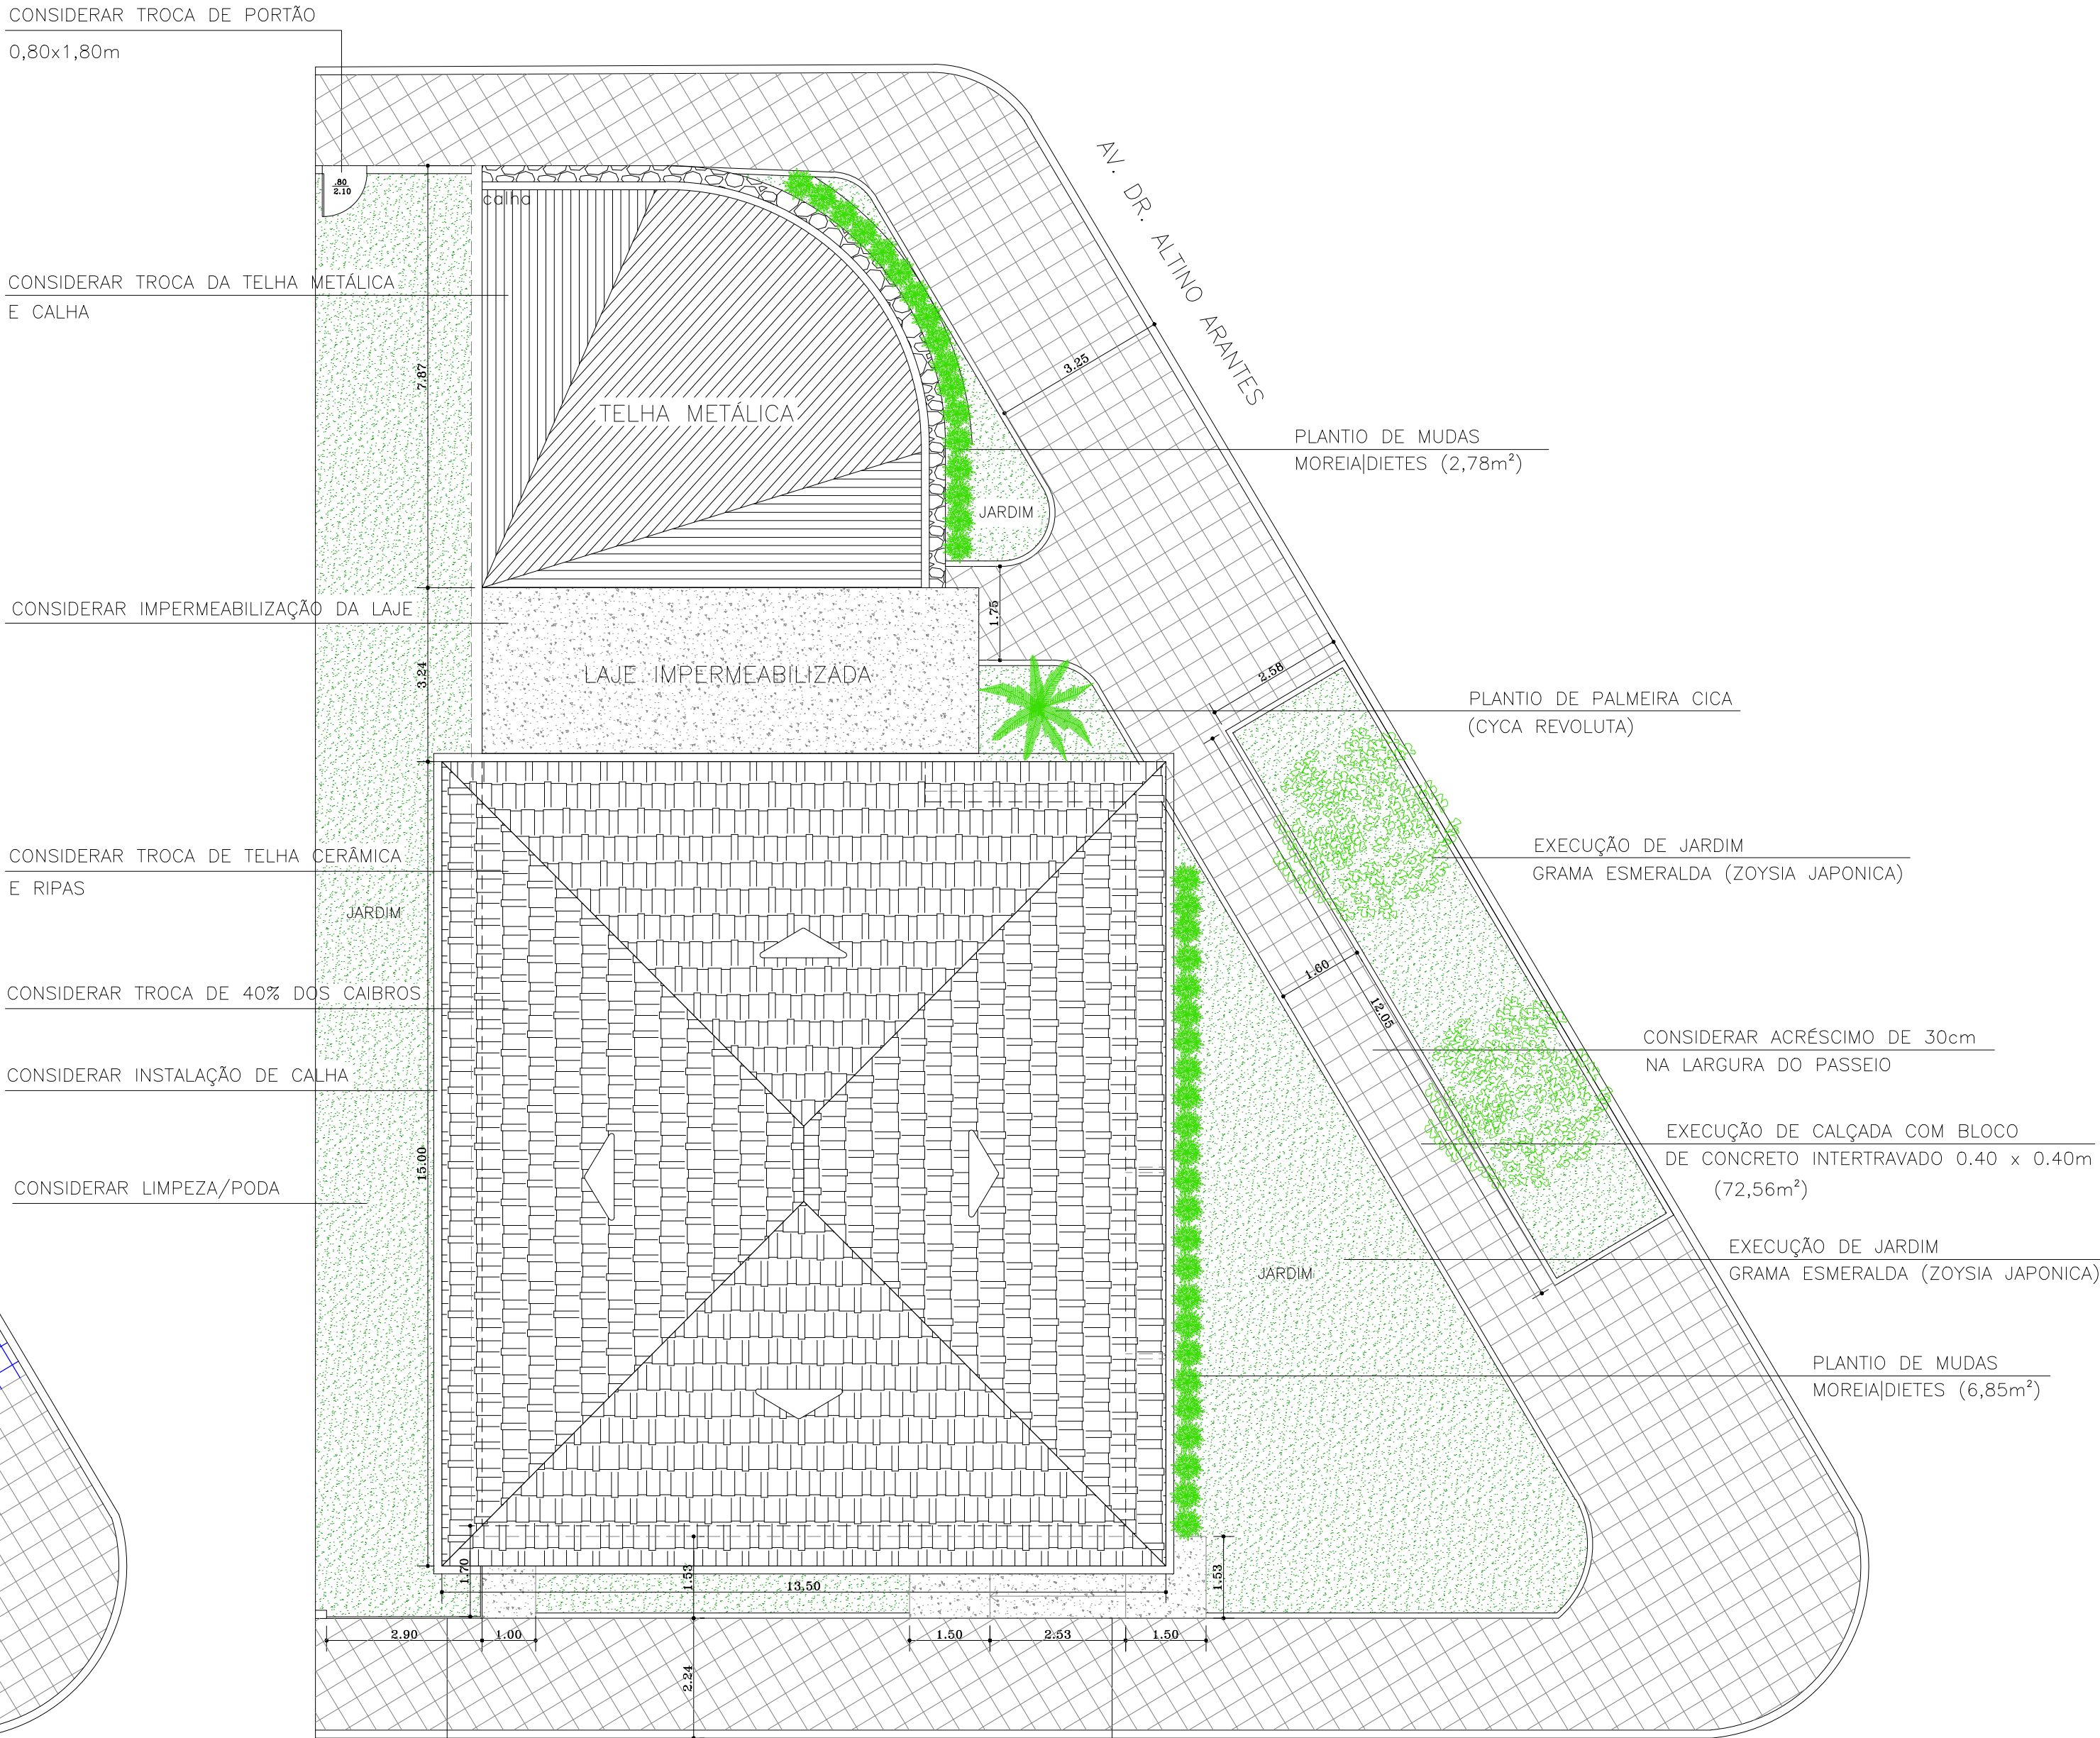 CONSIDERAR TROCA DE PORTÃO
0,80x1,80m
.80
2.10
calha
AV. DR. ALTINO ARANTES
CONSIDERAR TROCA DA TELHA METÁLICA
E CALHA
7.87
3.25
TELHA METÁLICA
PLANTIO DE MUDAS
MOREIA|DIETES (2,78m²)
JARDIM
CONSIDERAR IMPERMEABILIZAÇÃO DA LAJE
1.75
3.24
LAJE IMPERMEABILIZADA
2.58
PLANTIO DE PALMEIRA CICA
(CYCA REVOLUTA)
CONSIDERAR TROCA DE TELHA CERÂMICA
E RIPAS
JARDIM
EXECUÇÃO DE JARDIM
GRAMA ESMERALDA (ZOYSIA JAPONICA)
CONSIDERAR TROCA DE 40% DOS CAIBROS
1.60
12.05
CONSIDERAR ACRÉSCIMO DE 30cm
NA LARGURA DO PASSEIO
CONSIDERAR INSTALAÇÃO DE CALHA
15.00
EXECUÇÃO DE CALÇADA COM BLOCO
DE CONCRETO INTERTRAVADO 0.40 x 0.40m
(72,56m²)
CONSIDERAR LIMPEZA/PODA
JARDIM
EXECUÇÃO DE JARDIM
GRAMA ESMERALDA (ZOYSIA JAPONICA)
PLANTIO DE MUDAS
MOREIA|DIETES (6,85m²)
1.70
1.53
13.50
1.53
2.90
1.00
1.50
2.53
1.50
2.24